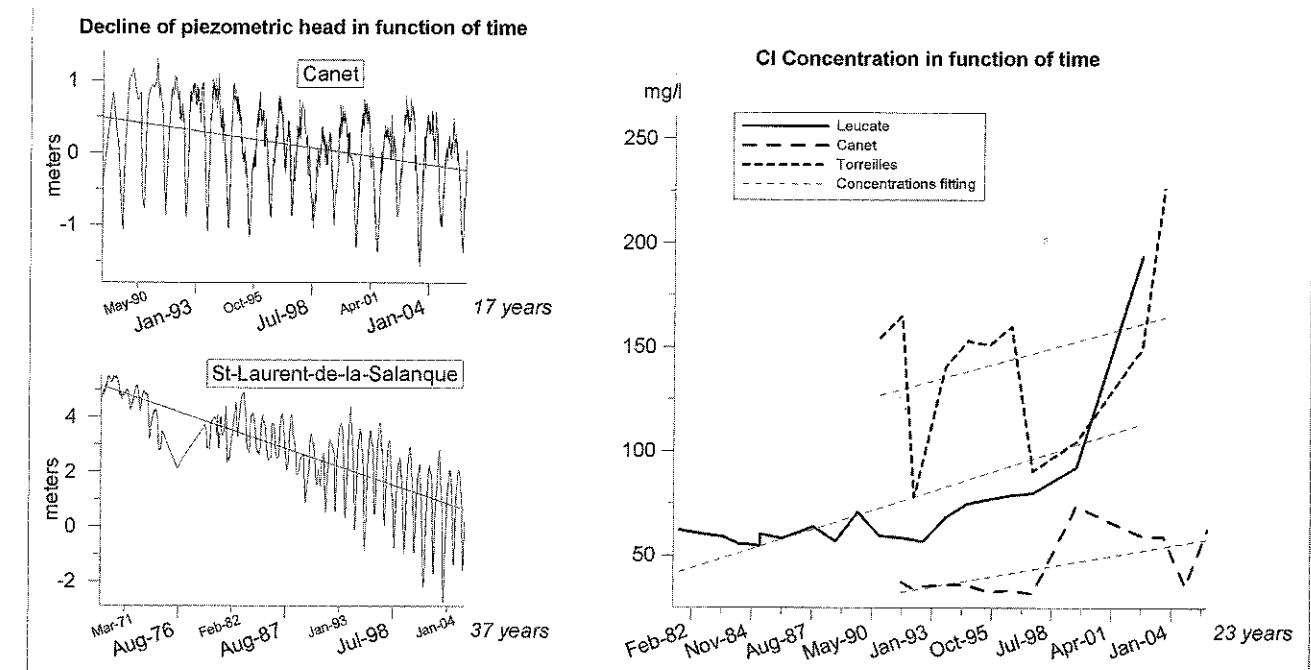 Decline of piezometric head in function of time
Canet
1
0
-1
meters
May-90
Jan-93
Oct-95
Jul-98
Apr-01
Jan-04
17 years
St-Laurent-de-la-Salanque
4
2
0
-2
meters
Mar-71
Aug-76
Feb-82
Aug-87
Jan-93
Jul-98
Jan-04
37 years
Cl Concentration in function of time
mg/l
Leucate
Canet
Torreilles
Concentrations fitting
250
200
150
100
50
Feb-82
Nov-84
Aug-87
May-90
Jan-93
Oct-95
Jul-98
Apr-01
Jan-04
23 years